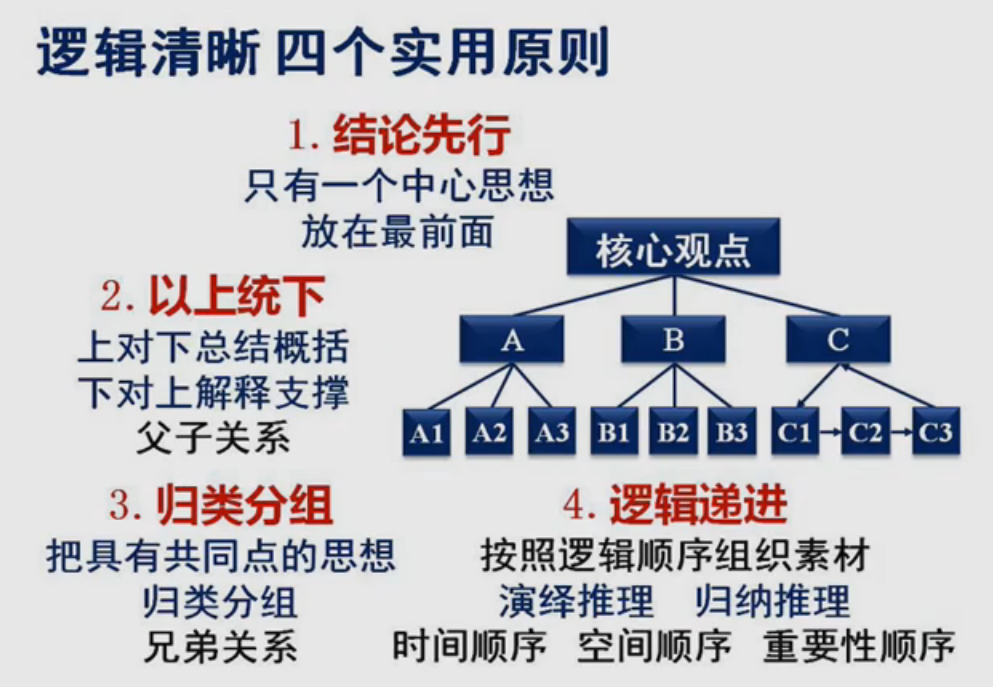 逻辑清晰 四个实用原则
1. 结论先行
只有一个中心思想
放在最前面
核心观点
2. 以上统下
上对下总结概括
下对上解释支撑
父子关系
A B C
A1 A2 A3 B1 B2 B3 C1 C2 C3
3. 归类分组
把具有共同点的思想
归类分组
兄弟关系
4. 逻辑递进
按照逻辑顺序组织素材
演绎推理 归纳推理
时间顺序 空间顺序 重要性顺序